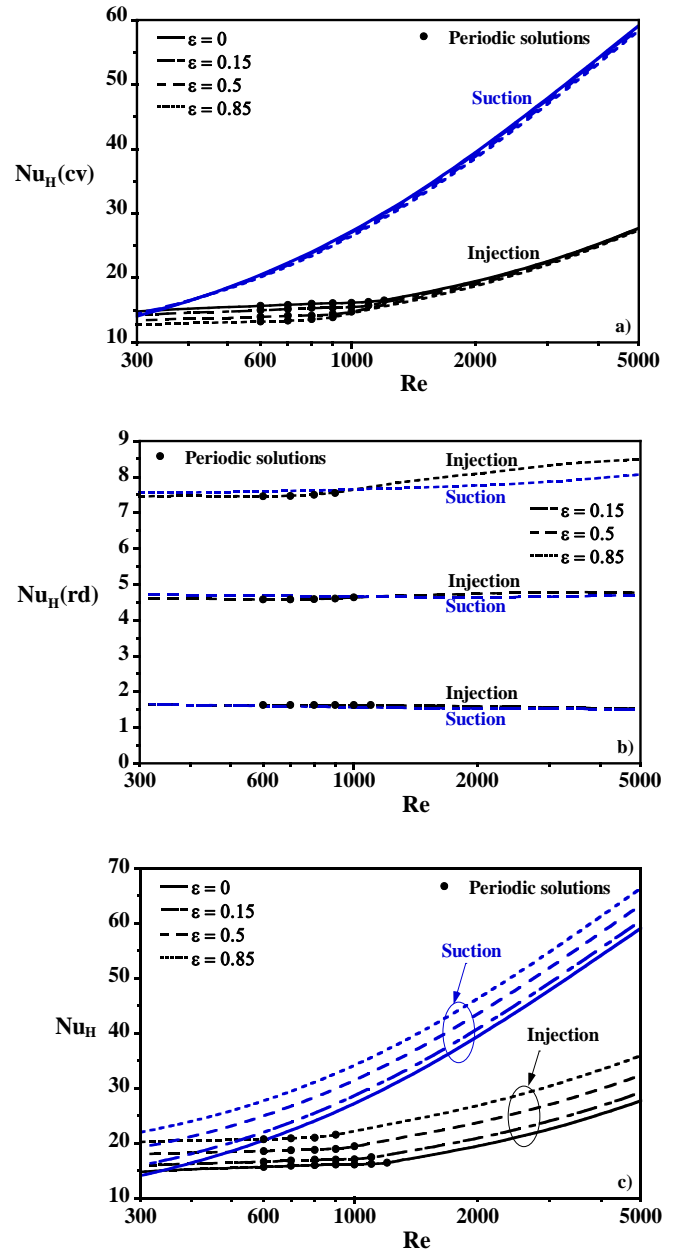 60
ε = 0
Periodic solutions
ε = 0.15
50
ε = 0.5
Suction
ε = 0.85
40
Nu_H(cv)
30
Injection
20
10
a)
300
600
1000
2000
5000
Re
9
Periodic solutions
Injection
8
7
Suction
ε = 0.15
6
ε = 0.5
ε = 0.85
5
Injection
Nu_H(rd)
4
Suction
3
2
Injection
1
Suction
0
b)
300
600
1000
2000
5000
Re
70
ε = 0
Periodic solutions
ε = 0.15
60
ε = 0.5
ε = 0.85
50
Suction
Nu_H
40
Injection
30
20
10
c)
300
600
1000
2000
5000
Re